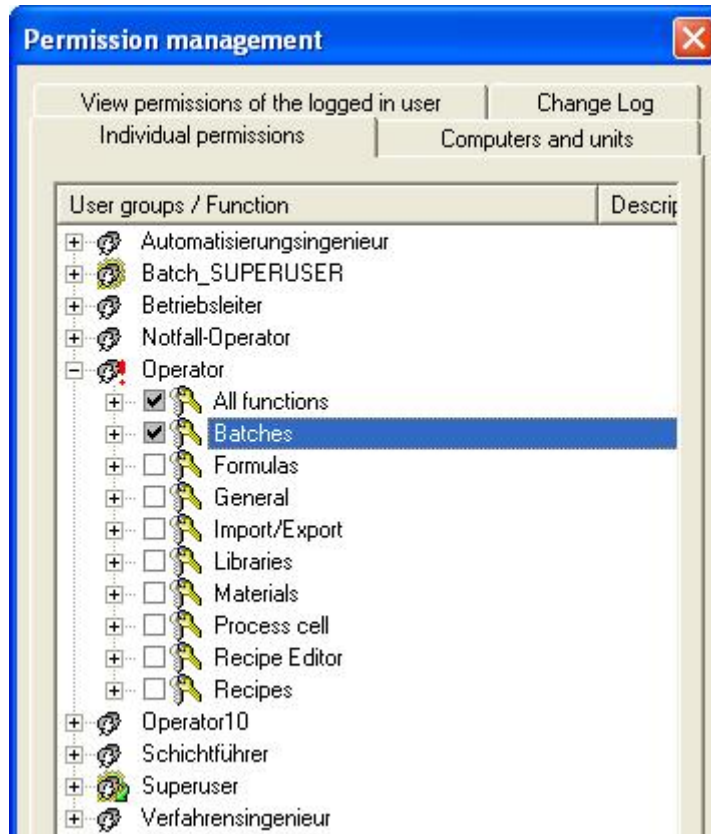 Permission management
View permissions of the logged in user
Change Log
Individual permissions
Computers and units
User groups / Function
Descrip
Automatisierungsingenieur
Batch_SUPERUSER
Betriebsleiter
Notfall-Operator
Operator
All functions
Batches
Formulas
General
Import/Export
Libraries
Materials
Process cell
Recipe Editor
Recipes
Operator10
Schichtführer
Superuser
Verfahrensingenieur